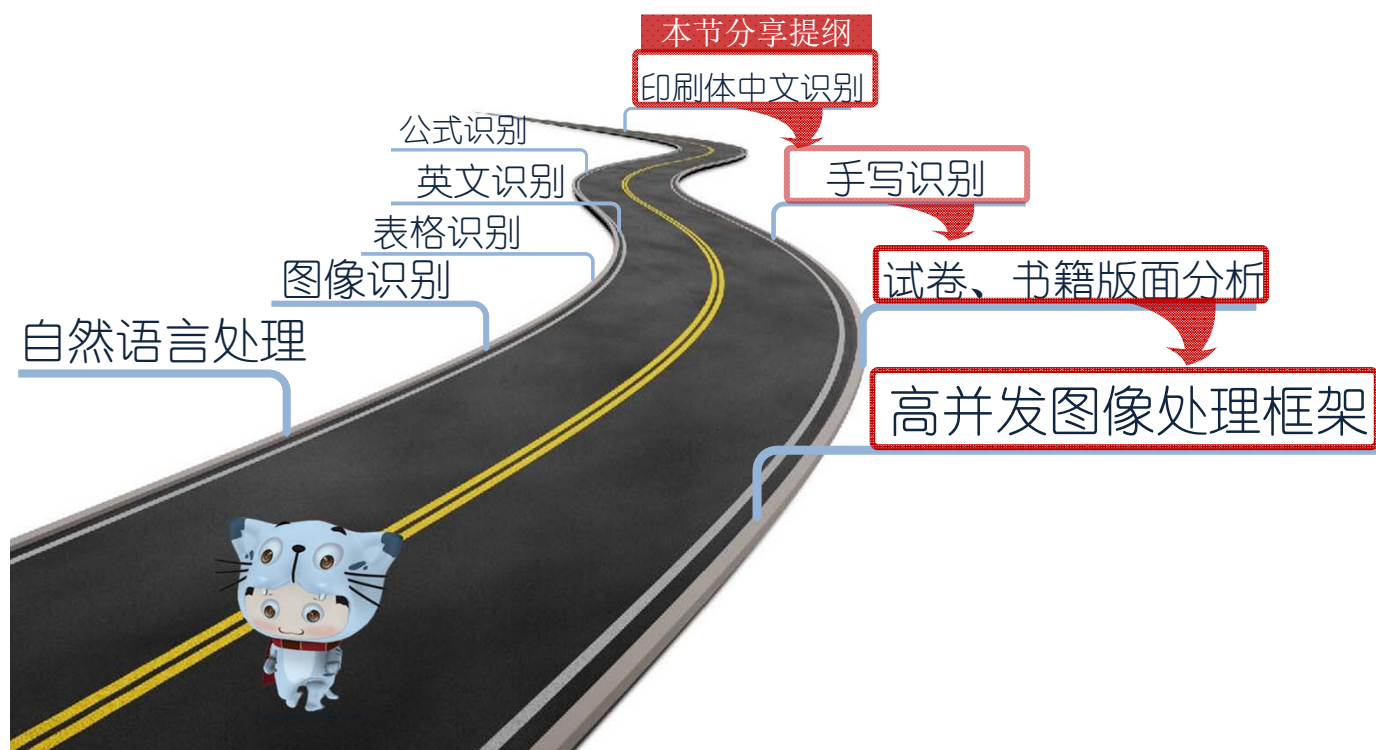 本节分享提纲
印刷体中文识别
公式识别
手写识别
英文识别
表格识别
试卷、书籍版面分析
图像识别
自然语言处理
高并发图像处理框架